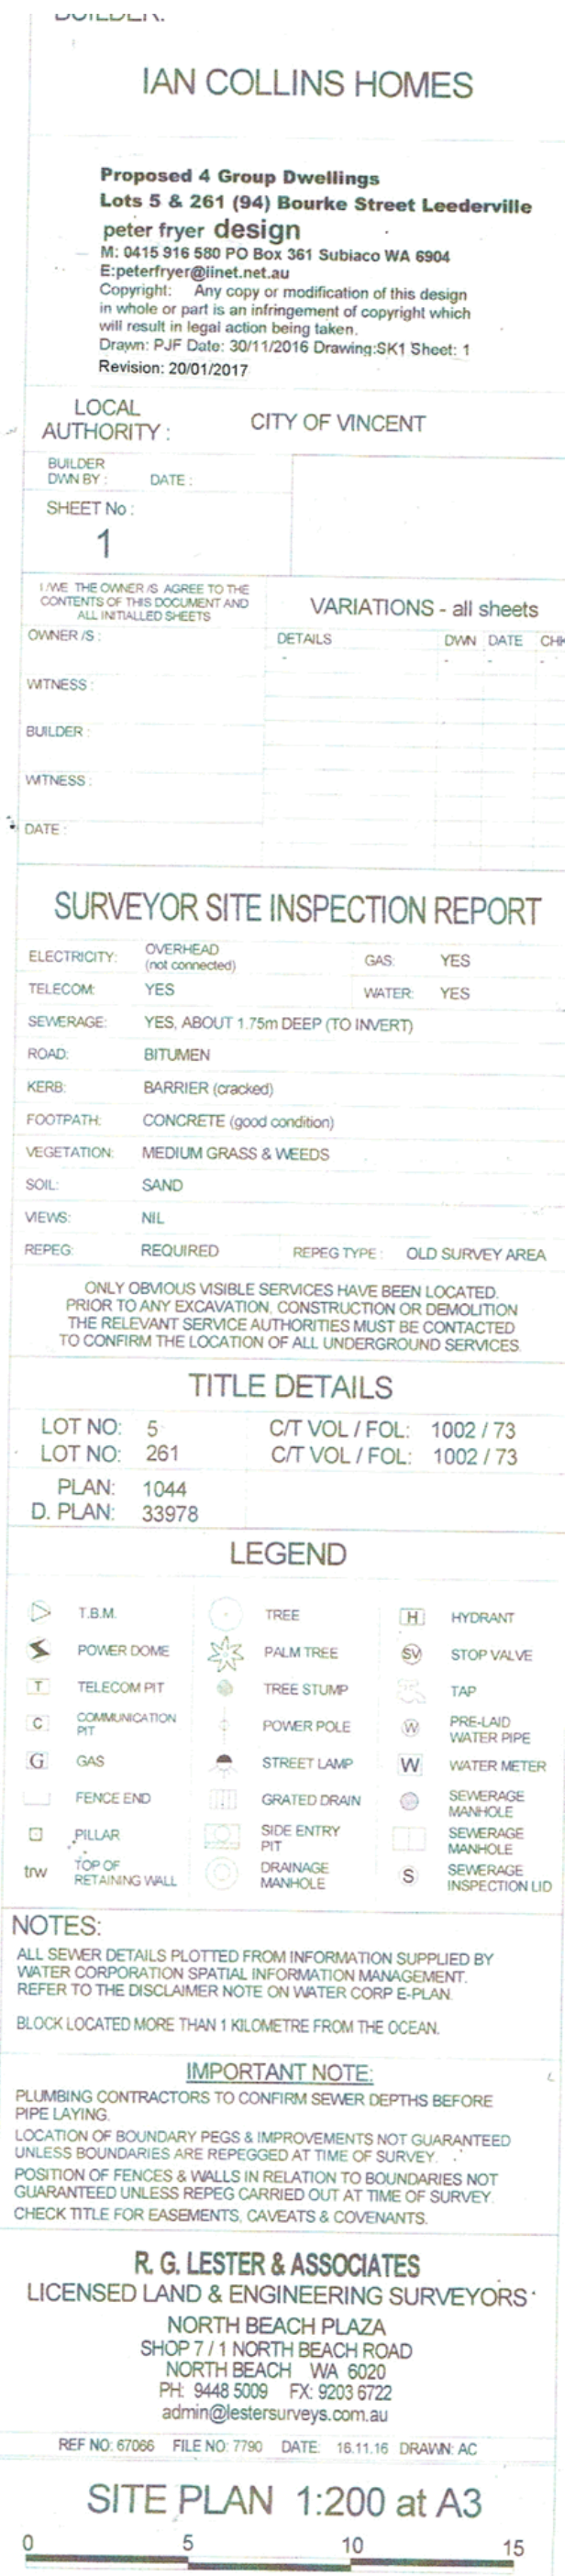 BUILDER:
IAN COLLINS HOMES
Proposed 4 Group Dwellings
Lots 5 & 261 (94) Bourke Street Leederville
peter fryer design
M: 0415 916 580 PO Box 361 Subiaco WA 6904
E:peterfryer@iinet.net.au
Copyright: Any copy or modification of this design
in whole or part is an infringement of copyright which
will result in legal action being taken.
Drawn: PJF Date: 30/11/2016 Drawing:SK1 Sheet: 1
Revision: 20/01/2017
LOCAL
AUTHORITY : CITY OF VINCENT
BUILDER
DWN BY : DATE :
SHEET No :
1
I /WE THE OWNER /S AGREE TO THE
CONTENTS OF THIS DOCUMENT AND
ALL INITIALLED SHEETS
VARIATIONS - all sheets
OWNER /S : DETAILS DWN DATE CHK
- - - -
WITNESS :
BUILDER :
WITNESS :
DATE :
SURVEYOR SITE INSPECTION REPORT
ELECTRICITY: OVERHEAD
(not connected) GAS: YES
TELECOM: YES WATER: YES
SEWERAGE: YES, ABOUT 1.75m DEEP (TO INVERT)
ROAD: BITUMEN
KERB: BARRIER (cracked)
FOOTPATH: CONCRETE (good condition)
VEGETATION: MEDIUM GRASS & WEEDS
SOIL: SAND
VIEWS: NIL
REPEG: REQUIRED REPEG TYPE : OLD SURVEY AREA
ONLY OBVIOUS VISIBLE SERVICES HAVE BEEN LOCATED.
PRIOR TO ANY EXCAVATION, CONSTRUCTION OR DEMOLITION
THE RELEVANT SERVICE AUTHORITIES MUST BE CONTACTED
TO CONFIRM THE LOCATION OF ALL UNDERGROUND SERVICES.
TITLE DETAILS
LOT NO: 5 C/T VOL / FOL: 1002 / 73
LOT NO: 261 C/T VOL / FOL: 1002 / 73
PLAN: 1044
D. PLAN: 33978
LEGEND
T.B.M. TREE H HYDRANT
POWER DOME PALM TREE SV STOP VALVE
T TELECOM PIT TREE STUMP TAP
C COMMUNICATION
PIT POWER POLE W PRE-LAID
WATER PIPE
G GAS STREET LAMP W WATER METER
FENCE END GRATED DRAIN SEWERAGE
MANHOLE
PILLAR SIDE ENTRY
PIT SEWERAGE
MANHOLE
trw TOP OF
RETAINING WALL DRAINAGE
MANHOLE S SEWERAGE
INSPECTION LID
NOTES:
ALL SEWER DETAILS PLOTTED FROM INFORMATION SUPPLIED BY
WATER CORPORATION SPATIAL INFORMATION MANAGEMENT.
REFER TO THE DISCLAIMER NOTE ON WATER CORP E-PLAN.
BLOCK LOCATED MORE THAN 1 KILOMETRE FROM THE OCEAN.
IMPORTANT NOTE:
PLUMBING CONTRACTORS TO CONFIRM SEWER DEPTHS BEFORE
PIPE LAYING.
LOCATION OF BOUNDARY PEGS & IMPROVEMENTS NOT GUARANTEED
UNLESS BOUNDARIES ARE REPEGGED AT TIME OF SURVEY.
POSITION OF FENCES & WALLS IN RELATION TO BOUNDARIES NOT
GUARANTEED UNLESS REPEG CARRIED OUT AT TIME OF SURVEY.
CHECK TITLE FOR EASEMENTS, CAVEATS & COVENANTS.
R. G. LESTER & ASSOCIATES
LICENSED LAND & ENGINEERING SURVEYORS
NORTH BEACH PLAZA
SHOP 7 / 1 NORTH BEACH ROAD
NORTH BEACH WA 6020
PH: 9448 5009 FX: 9203 6722
admin@lestersurveys.com.au
REF NO: 67066 FILE NO: 7790 DATE: 16.11.16 DRAWN: AC
SITE PLAN 1:200 at A3
0 5 10 15